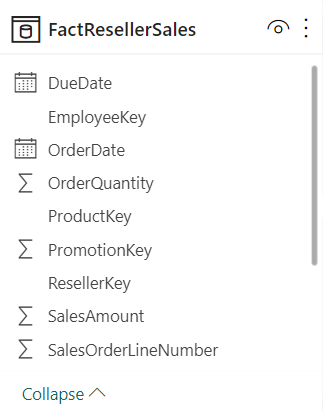 FactResellerSales
DueDate
EmployeeKey
OrderDate
OrderQuantity
ProductKey
PromotionKey
ResellerKey
SalesAmount
SalesOrderLineNumber
Collapse